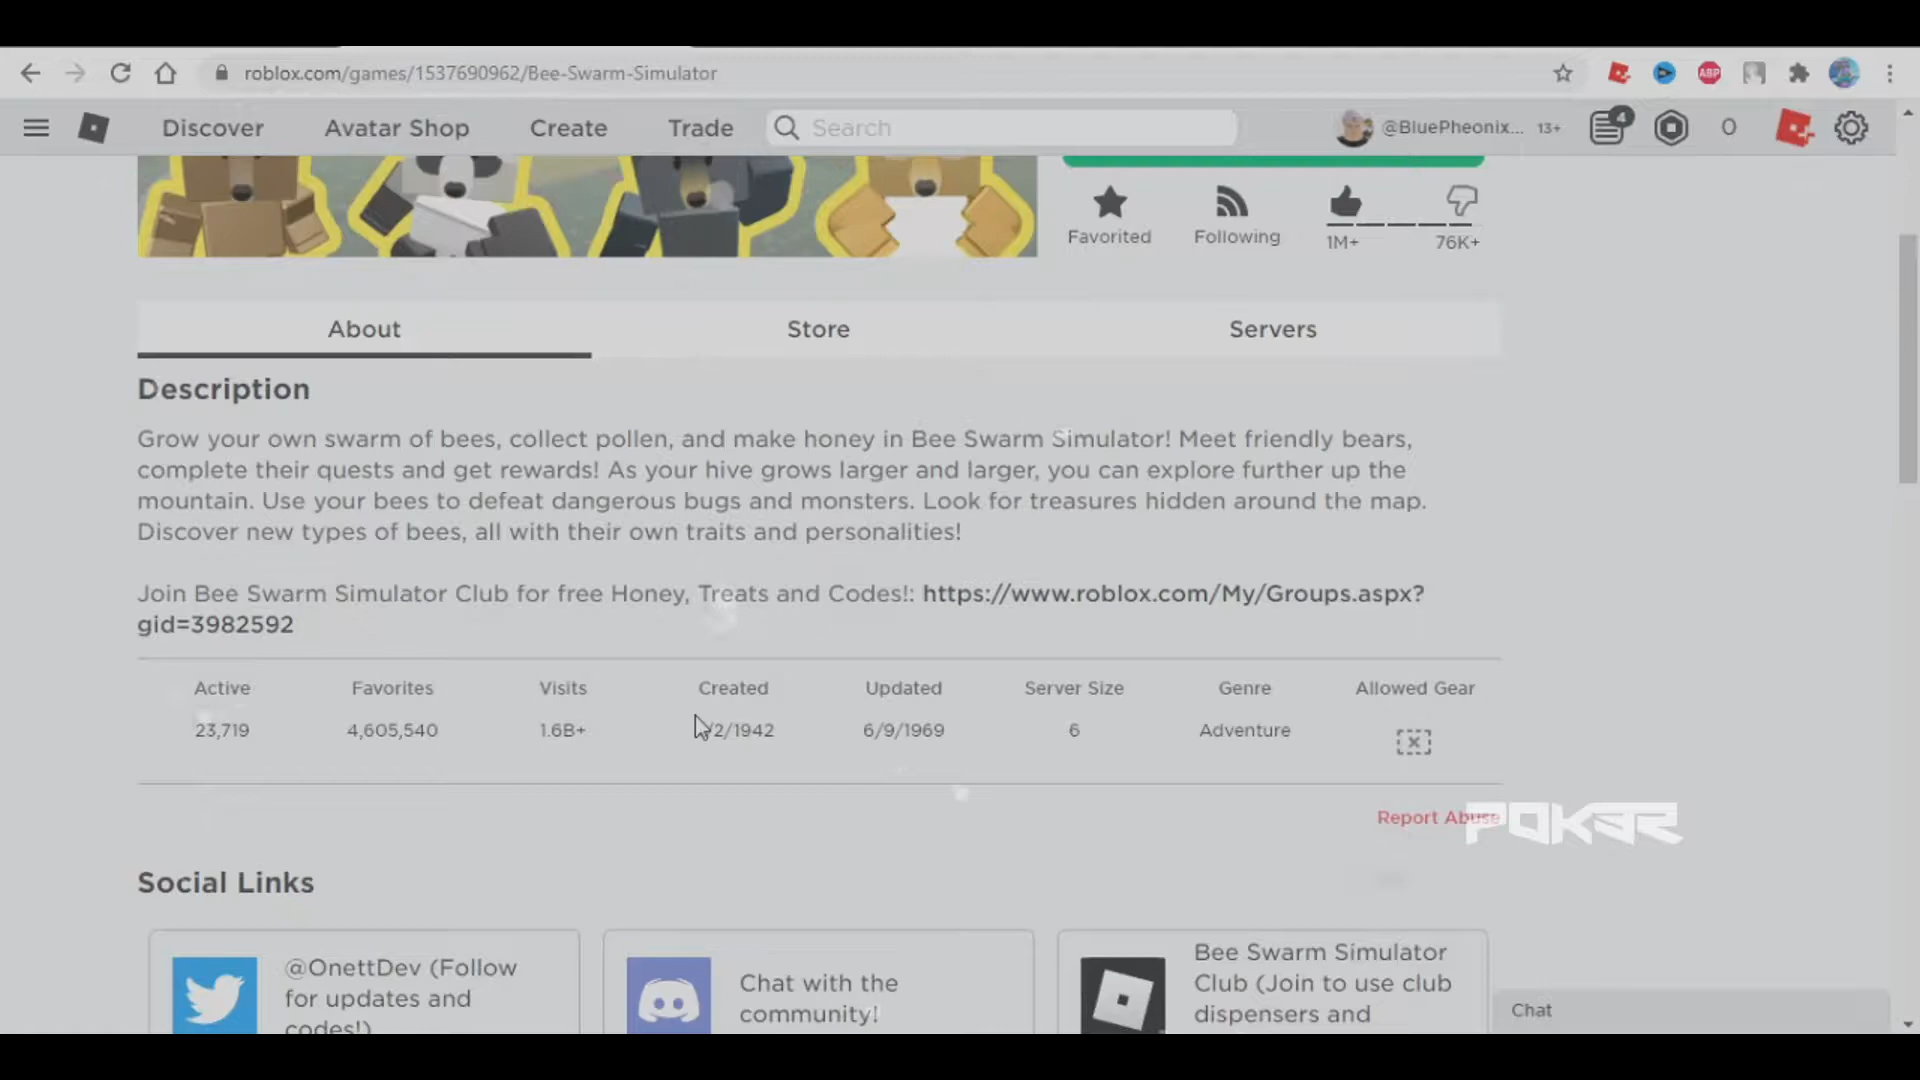 roblox.com/games/1537690962/Bee-Swarm-Simulator
ABP
Discover
Avatar Shop
Create
Trade
Search
@BluePheonix...
13+
4
0
Favorited
Following
1M+
76K+
About
Store
Servers
Description
Grow your own swarm of bees, collect pollen, and make honey in Bee Swarm Simulator! Meet friendly bears,
complete their quests and get rewards! As your hive grows larger and larger, you can explore further up the
mountain. Use your bees to defeat dangerous bugs and monsters. Look for treasures hidden around the map.
Discover new types of bees, all with their own traits and personalities!
Join Bee Swarm Simulator Club for free Honey, Treats and Codes!: https://www.roblox.com/My/Groups.aspx?
gid=3982592
Active
Favorites
Visits
Created
Updated
Server Size
Genre
Allowed Gear
23,719
4,605,540
1.6B+
/2/1942
6/9/1969
6
Adventure
Report Abuse
POK3R
Social Links
@OnettDev (Follow
for updates and
codes!)
Chat with the
community!
Bee Swarm Simulator
Club (Join to use club
dispensers and
Chat